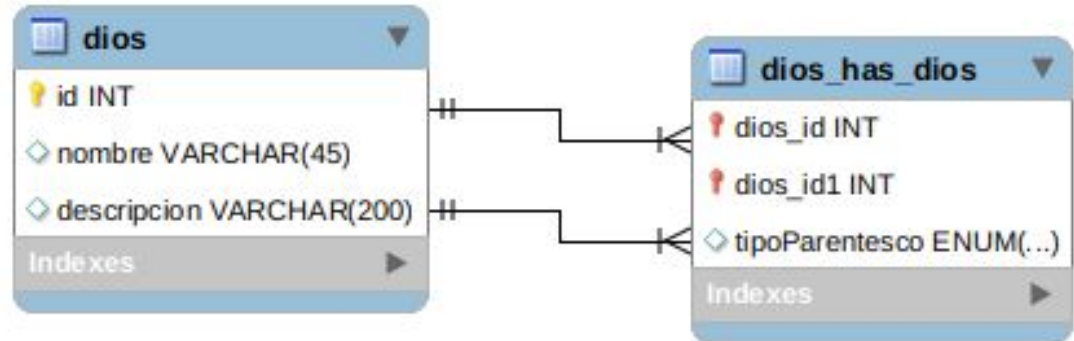 dios
id INT
nombre VARCHAR(45)
descripcion VARCHAR(200)
Indexes
dios_has_dios
dios_id INT
dios_id1 INT
tipoParentesco ENUM(...)
Indexes